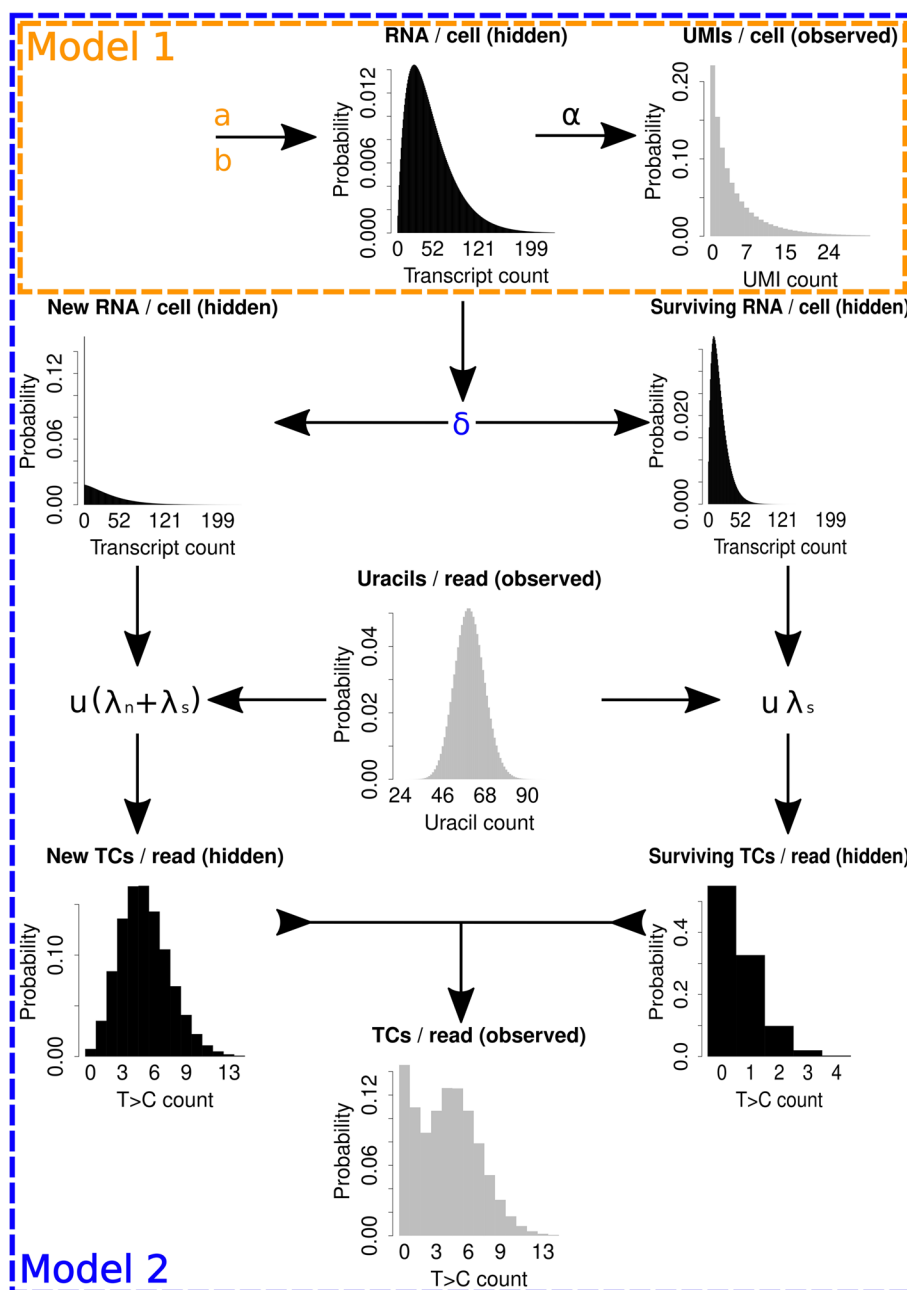 Model 1
RNA / cell (hidden)
UMIs / cell (observed)
a
b
α
Probability
0.000 0.006 0.012
0 52 121 199
Transcript count
Probability
0.00 0.10 0.20
0 7 15 24
UMI count
New RNA / cell (hidden)
Surviving RNA / cell (hidden)
Probability
0.00 0.06 0.12
0 52 121 199
Transcript count
δ
Probability
0.000 0.020
0 52 121 199
Transcript count
Uracils / read (observed)
Probability
0.00 0.02 0.04
24 46 68 90
Uracil count
u(λn+λs)
u λs
New TCs / read (hidden)
Surviving TCs / read (hidden)
Probability
0.00 0.10
0 3 6 9 13
T>C count
Probability
0.0 0.2 0.4
0 1 2 3 4
T>C count
TCs / read (observed)
Probability
0.00 0.06 0.12
0 3 6 9 13
T>C count
Model 2